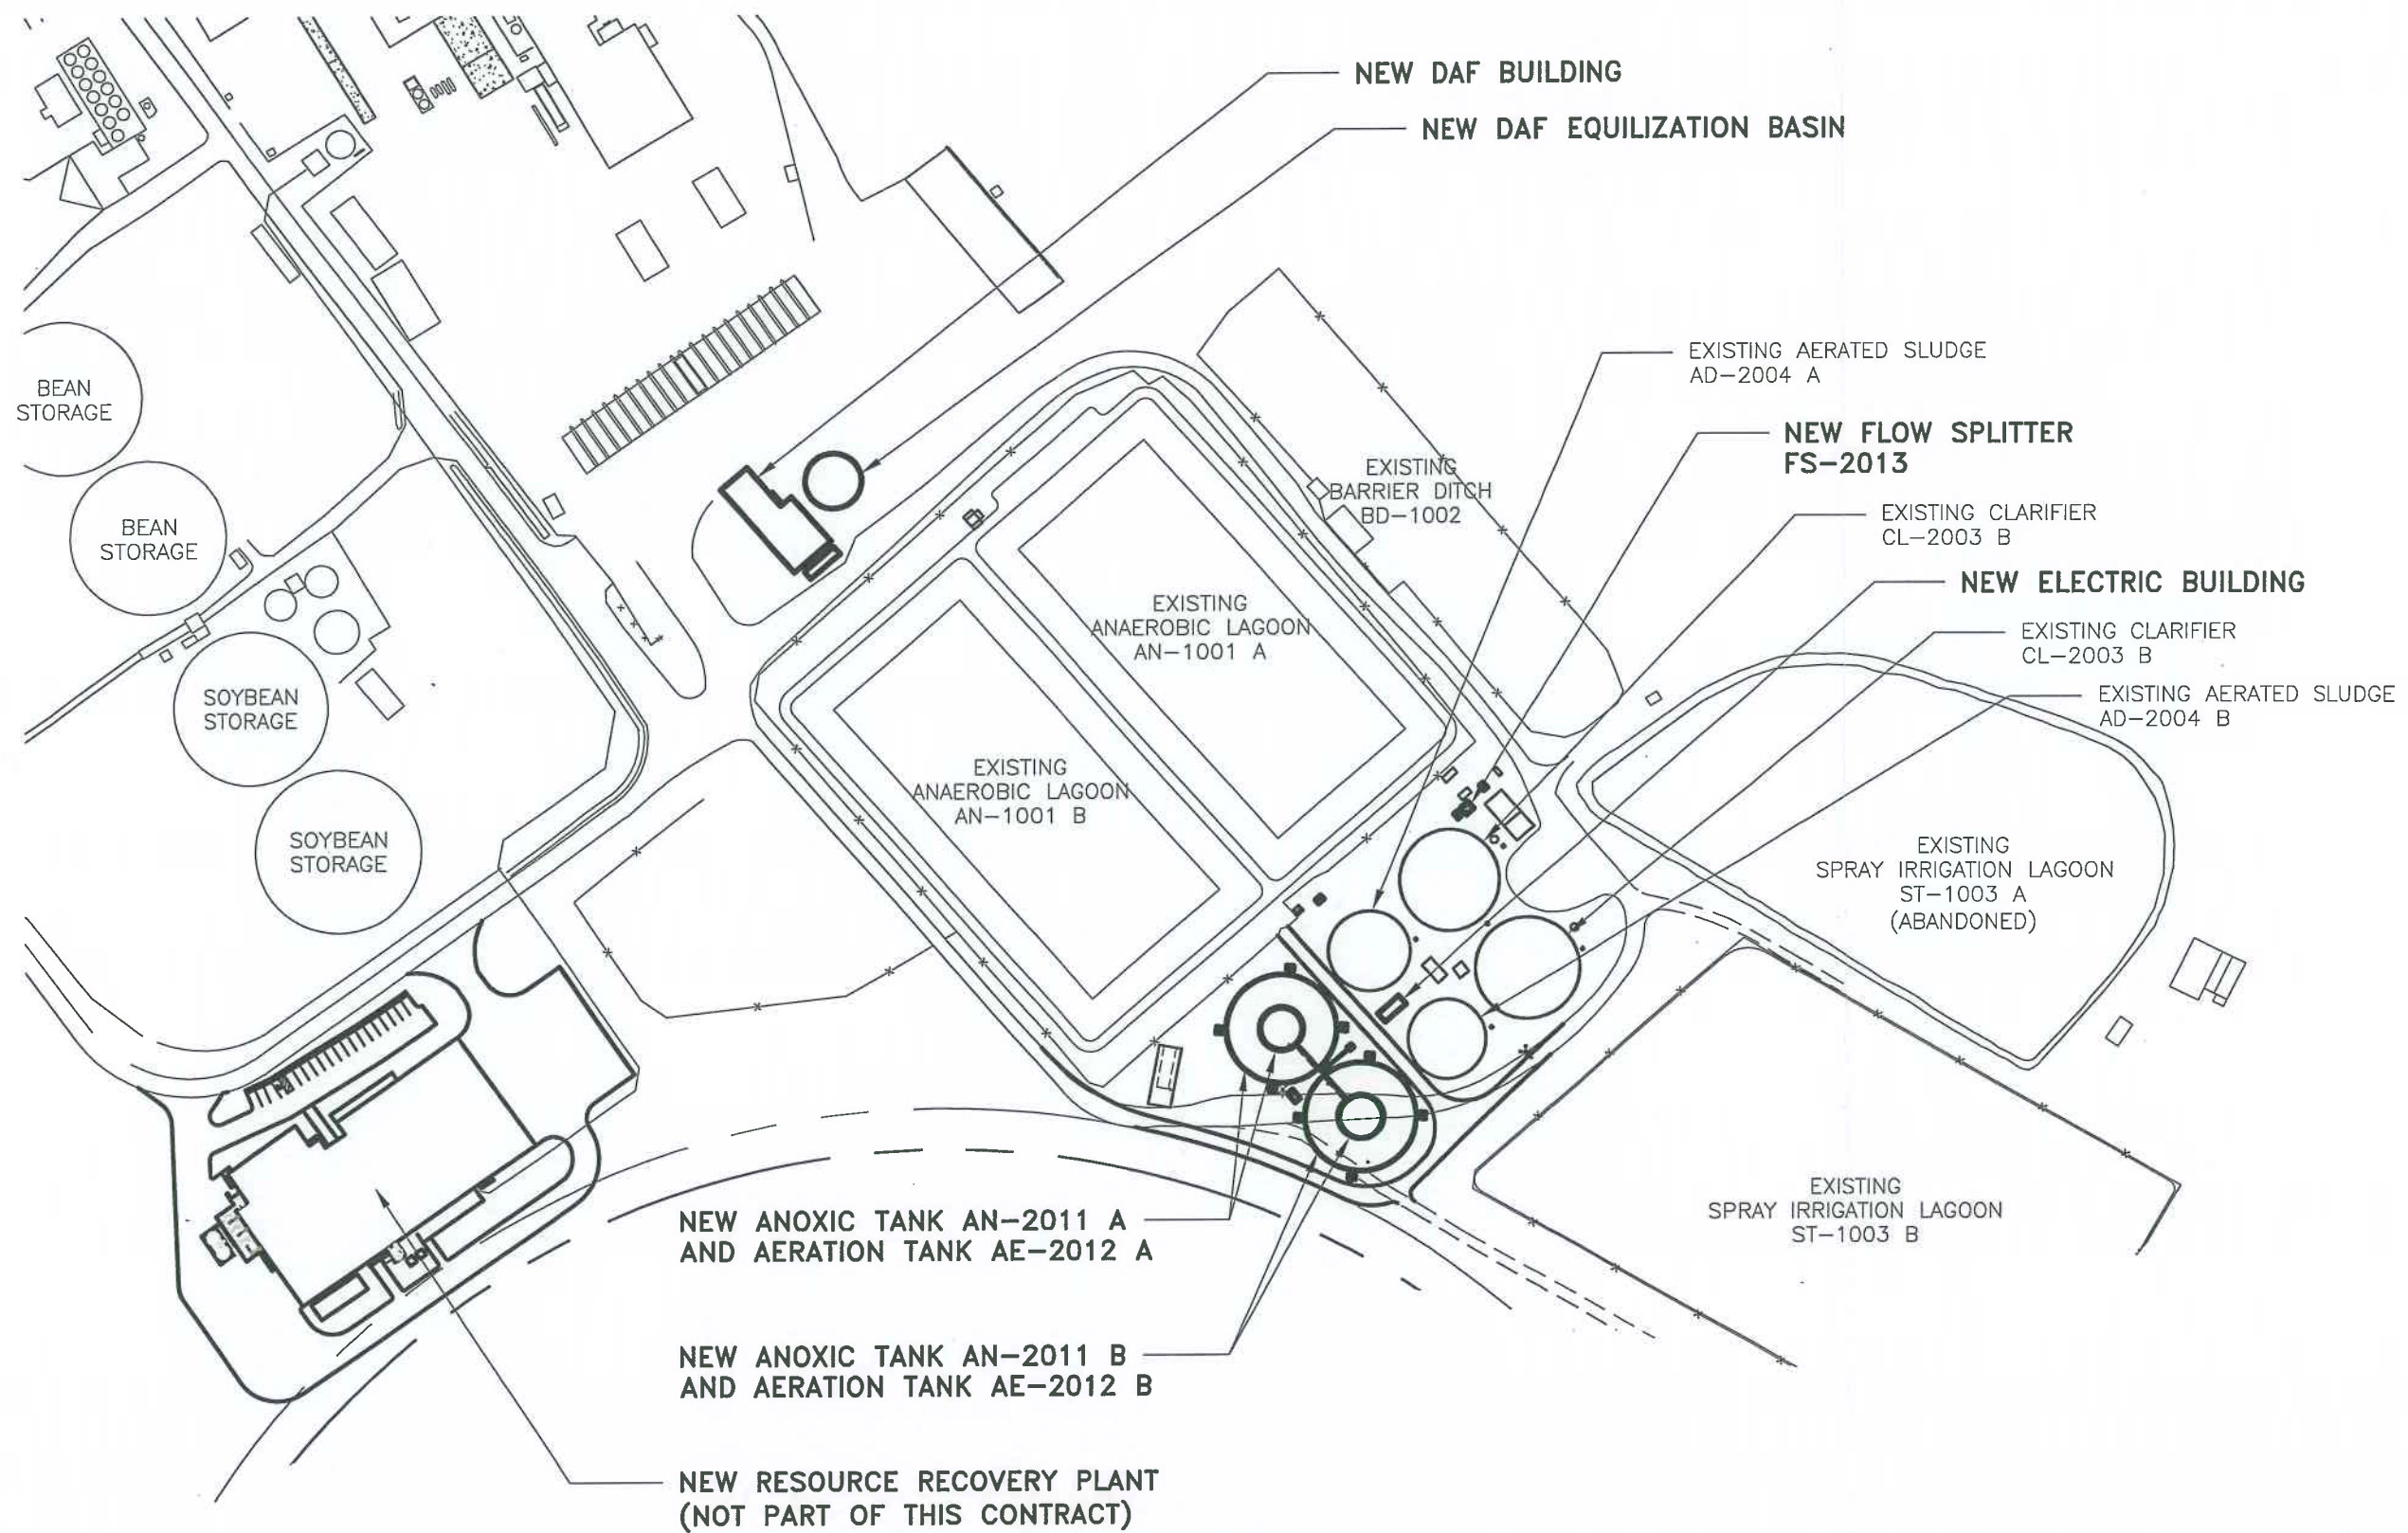 NEW DAF BUILDING
NEW DAF EQUILIZATION BASIN
EXISTING AERATED SLUDGE
AD-2004 A
NEW FLOW SPLITTER
FS-2013
EXISTING
BARRIER DITCH
BD-1002
EXISTING CLARIFIER
CL-2003 B
NEW ELECTRIC BUILDING
EXISTING CLARIFIER
CL-2003 B
EXISTING AERATED SLUDGE
AD-2004 B
BEAN
STORAGE
BEAN
STORAGE
SOYBEAN
STORAGE
SOYBEAN
STORAGE
EXISTING
ANAEROBIC LAGOON
AN-1001 A
EXISTING
ANAEROBIC LAGOON
AN-1001 B
EXISTING
SPRAY IRRIGATION LAGOON
ST-1003 A
(ABANDONED)
EXISTING
SPRAY IRRIGATION LAGOON
ST-1003 B
NEW ANOXIC TANK AN-2011 A
AND AERATION TANK AE-2012 A
NEW ANOXIC TANK AN-2011 B
AND AERATION TANK AE-2012 B
NEW RESOURCE RECOVERY PLANT
(NOT PART OF THIS CONTRACT)